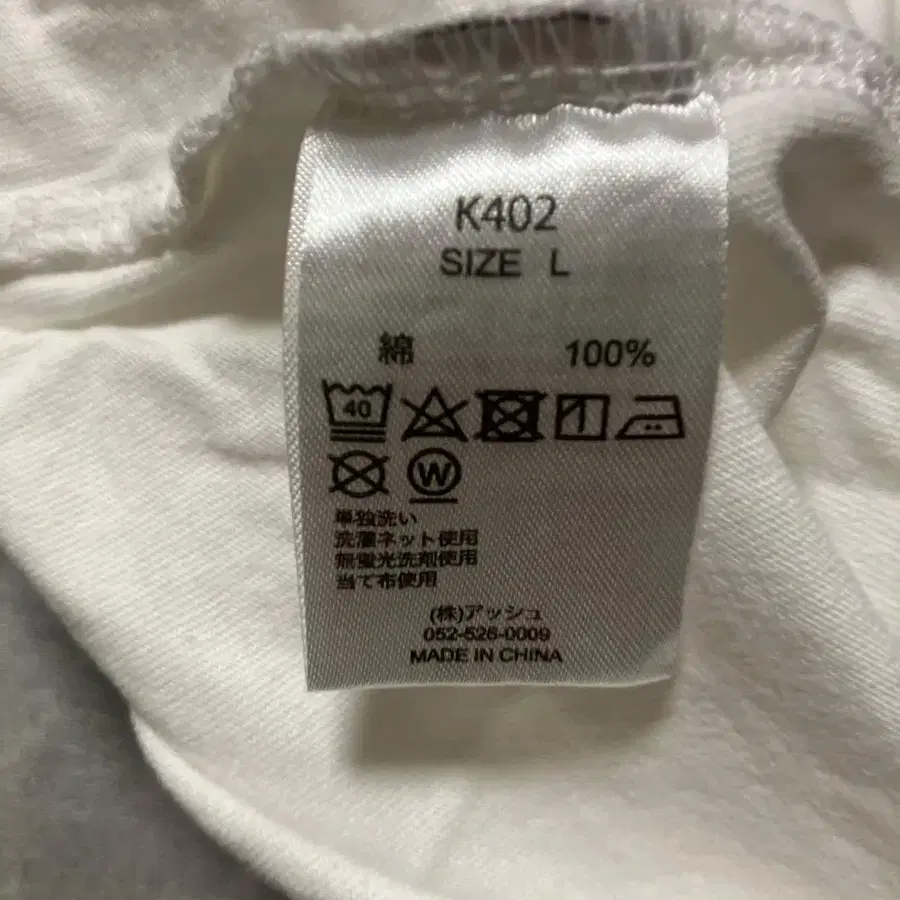 K402
SIZE L
綿 100%
40
W
単独洗い
洗濯ネット使用
無蛍光洗剤使用
当て布使用
(株)アッシュ
052-526-0009
MADE IN CHINA